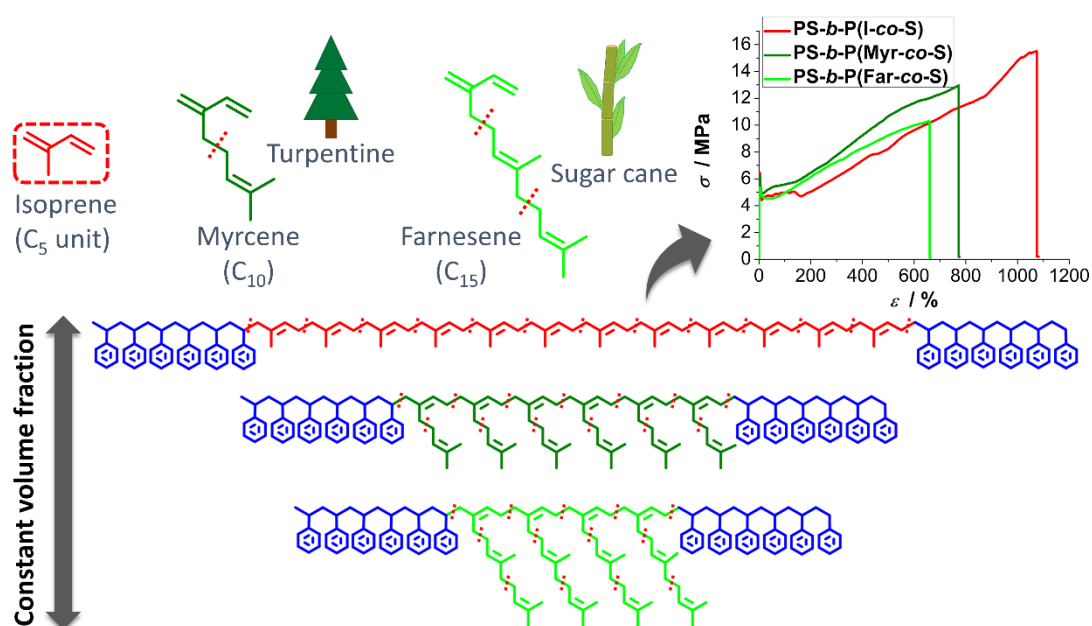 Isoprene
(C5 unit)
Myrcene
(C10)
Turpentine
Farnesene
(C15)
Sugar cane
PS-b-P(I-co-S)
PS-b-P(Myr-co-S)
PS-b-P(Far-co-S)
σ / MPa
16
14
12
10
8
6
4
2
0
0 200 400 600 800 1000 1200
ε / %
Constant volume fraction